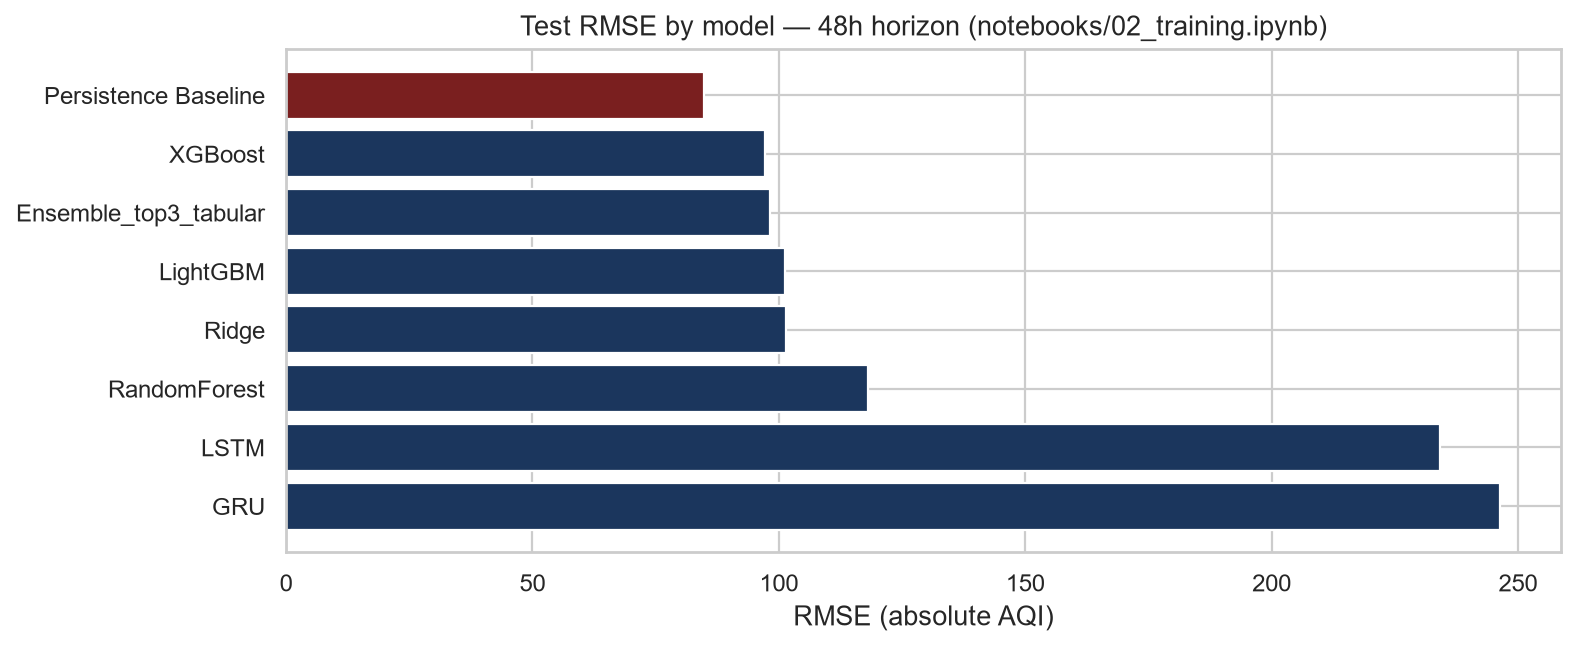 Test RMSE by model — 48h horizon (notebooks/02_training.ipynb)
Persistence Baseline
XGBoost
Ensemble_top3_tabular
LightGBM
Ridge
RandomForest
LSTM
GRU
0 50 100 150 200 250
RMSE (absolute AQI)